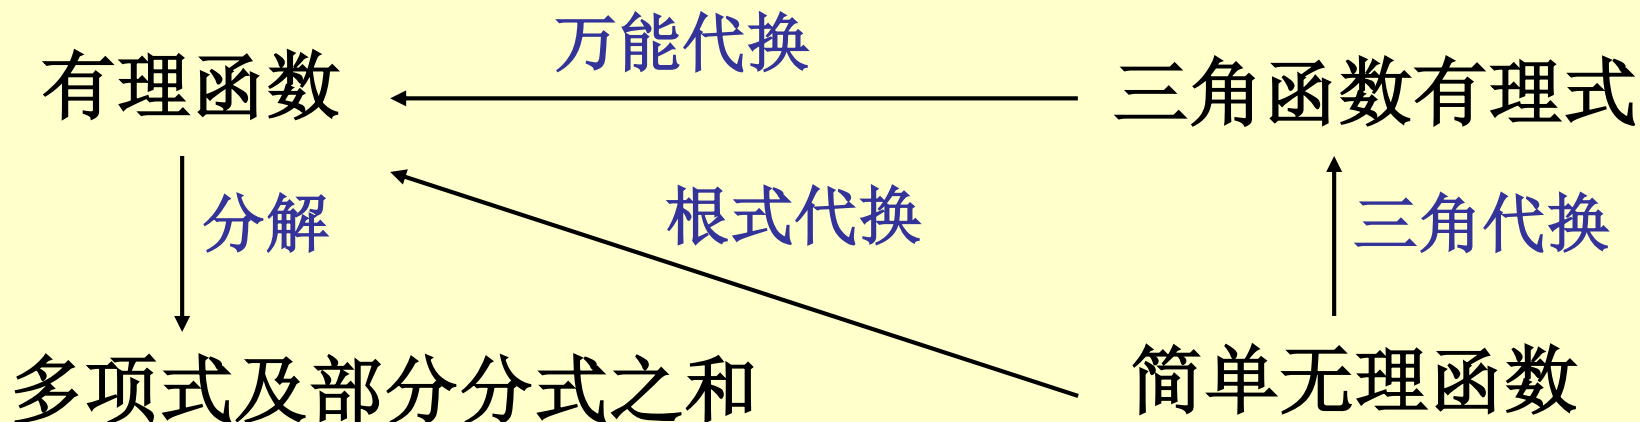 万能代换
有理函数
三角函数有理式
分解
根式代换
三角代换
多项式及部分分式之和
简单无理函数